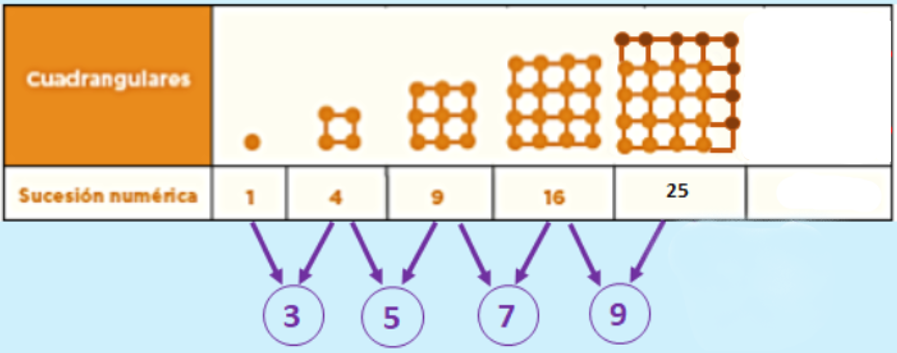 Cuadrangulares
Sucesión numérica 1 4 9 16 25
3 5 7 9